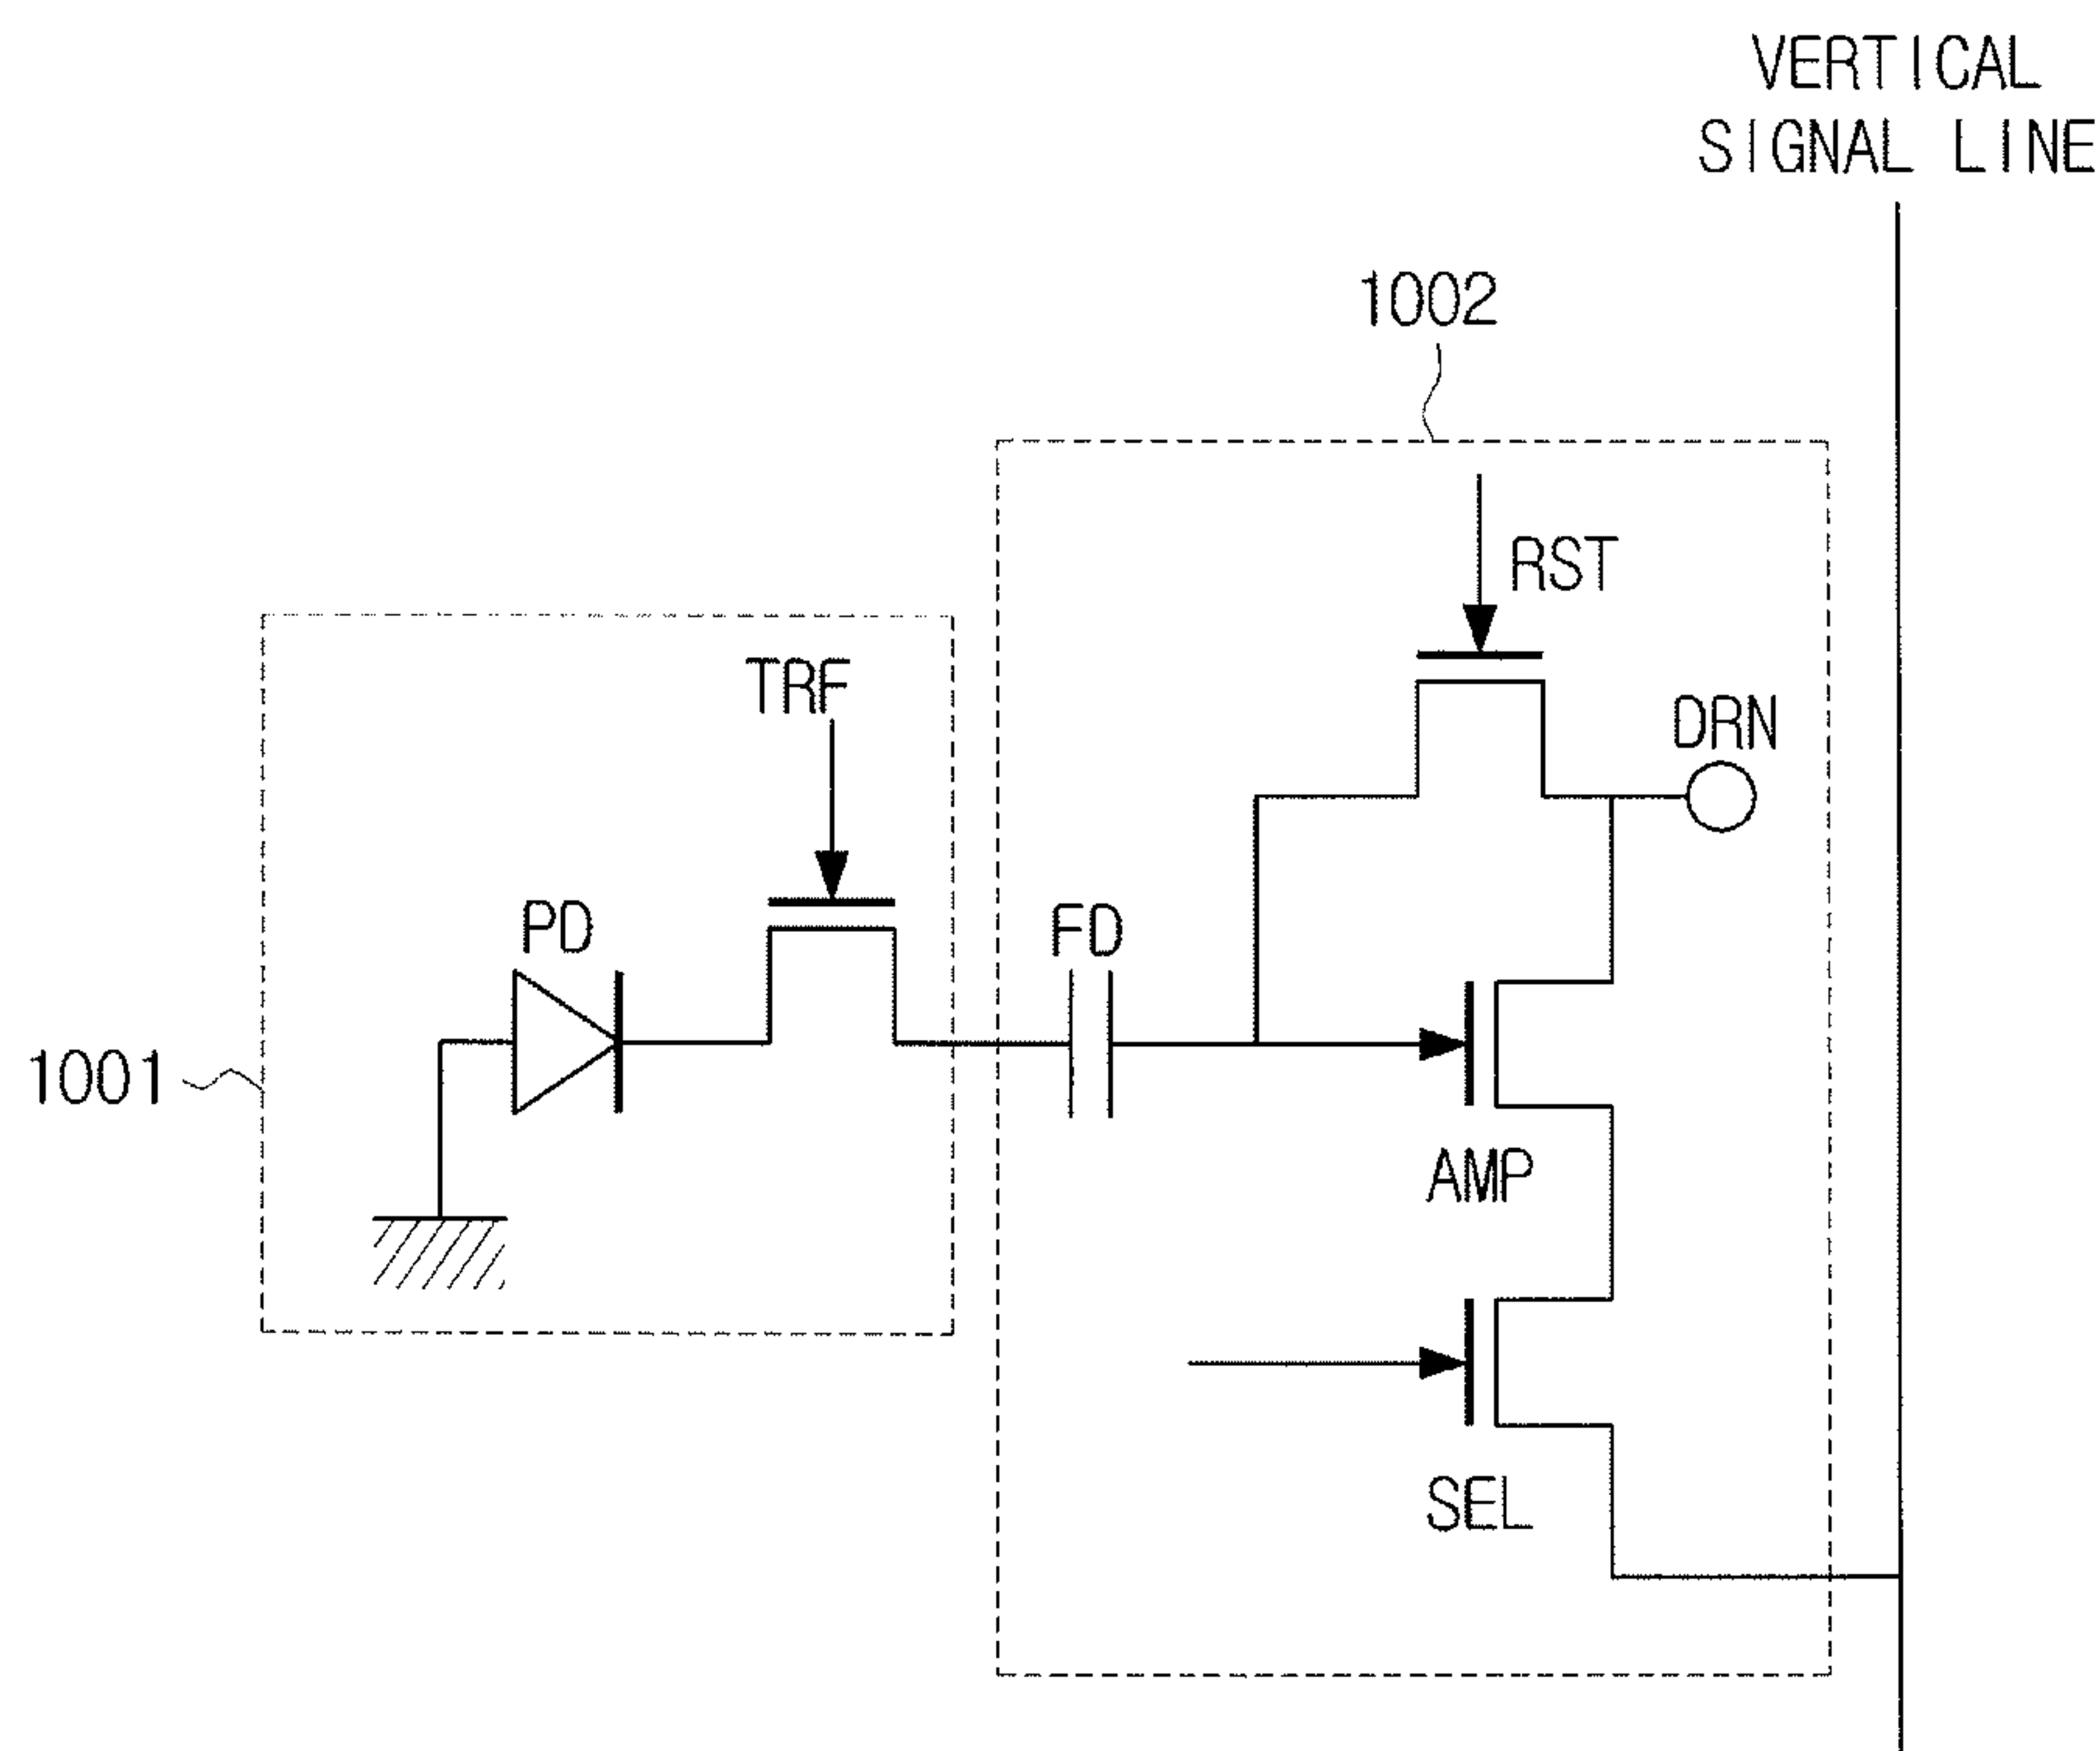 VERTICAL
SIGNAL LINE
1002
RST
TRF
DRN
PD
FD
1001
AMP
SEL